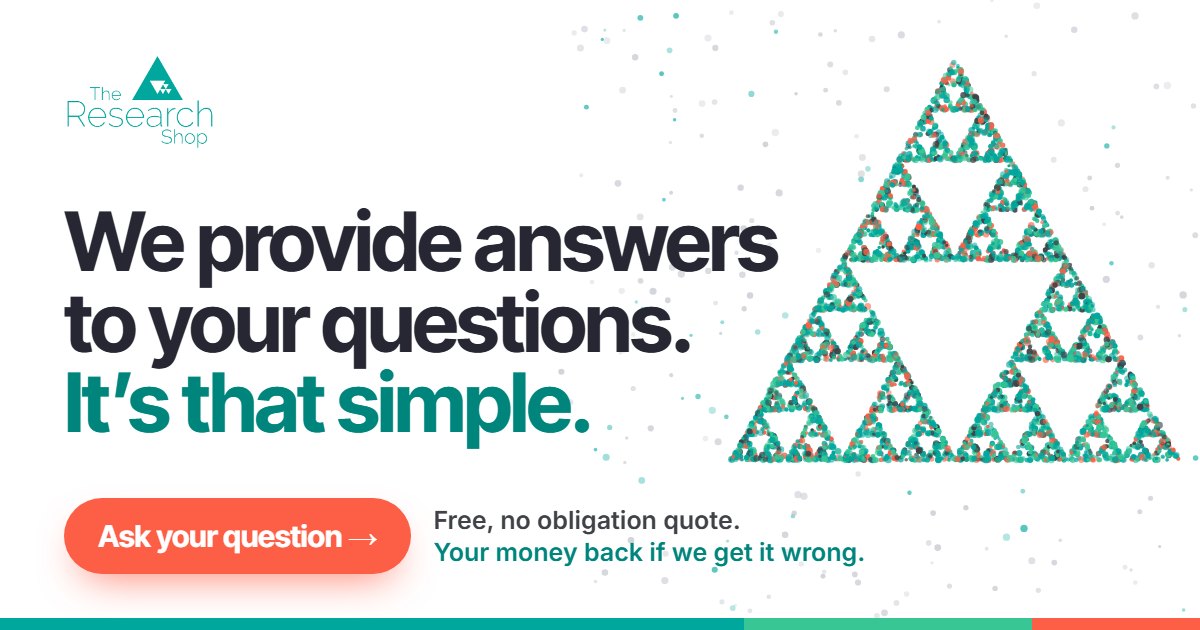 The
Research
Shop
We provide answers
to your questions.
It’s that simple.
Ask your question →
Free, no obligation quote.
Your money back if we get it wrong.